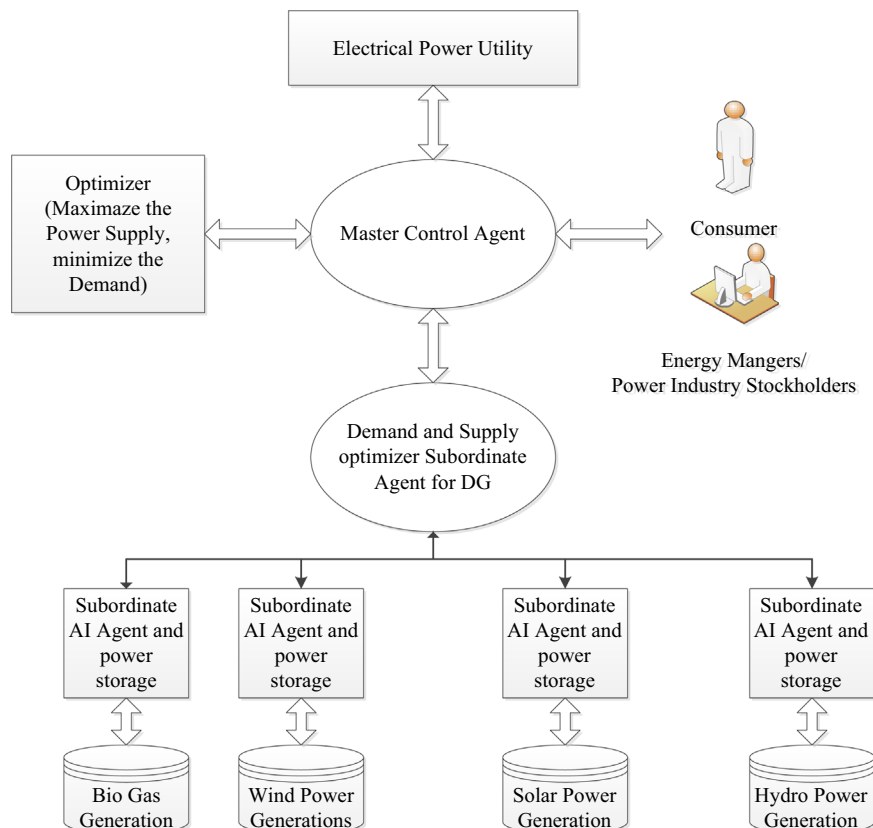 Electrical Power Utility
Optimizer
(Maximaze the
Power Supply,
minimize the
Demand)
Master Control Agent
Consumer
Energy Mangers/
Power Industry Stockholders
Demand and Supply
optimizer Subordinate
Agent for DG
Subordinate
AI Agent and
power
storage
Subordinate
AI Agent and
power
storage
Subordinate
AI Agent and
power
storage
Subordinate
AI Agent and
power
storage
Bio Gas
Generation
Wind Power
Generations
Solar Power
Generation
Hydro Power
Generation